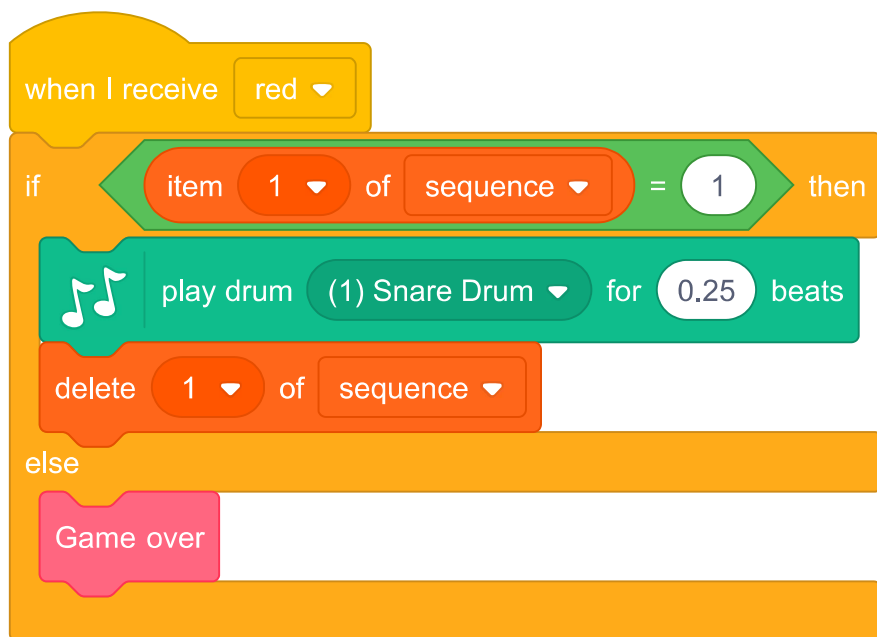 when I receive red
if item 1 of sequence = 1 then
play drum (1) Snare Drum for 0.25 beats
delete 1 of sequence
else
Game over